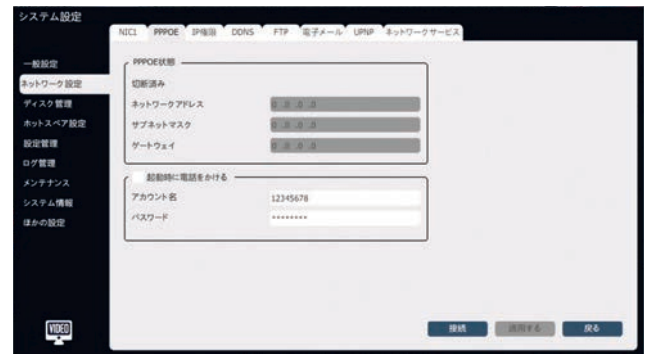 システム設定
NIC1 PPPOE IP権限 DDNS FTP 電子メール UPNP ネットワークサービス
一般設定
ネットワーク設定
ディスク管理
ホットスペア設定
設定管理
ログ管理
メンテナンス
システム情報
ほかの設定
PPPOE状態
切断済み
ネットワークアドレス 0 .0 .0 .0
サブネットマスク 0 .0 .0 .0
ゲートウェイ 0 .0 .0 .0
起動時に電話をかける
アカウント名 12345678
パスワード ********
VIDEO
接続 適用する 戻る